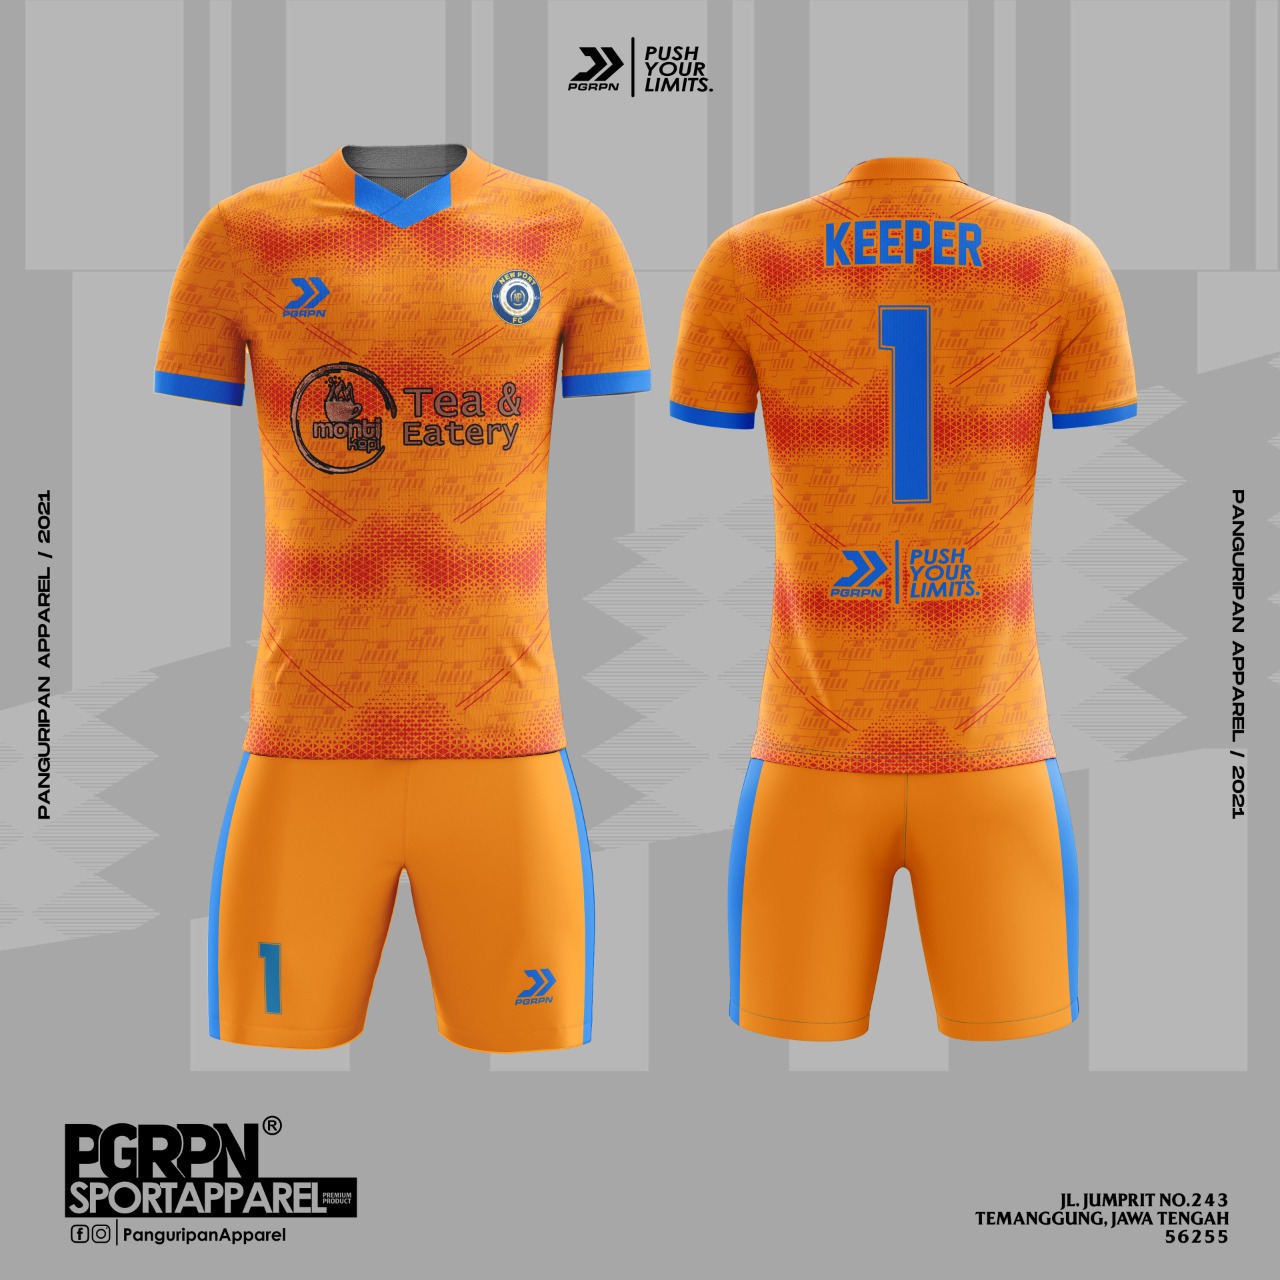 PGRPN
PUSH
YOUR
LIMITS.
KEEPER
1
PGRPN
NEW PORT
NP
FC
monti
kopi
Tea &
Eatery
PGRPN
PUSH
YOUR
LIMITS.
PANGURIPAN APPAREL / 2021
PANGURIPAN APPAREL / 2021
1
PGRPN
PGRPN®
SPORTAPPAREL
PREMIUM
PRODUCT
PanguripanApparel
JL. JUMPRIT NO.243
TEMANGGUNG, JAWA TENGAH
56255